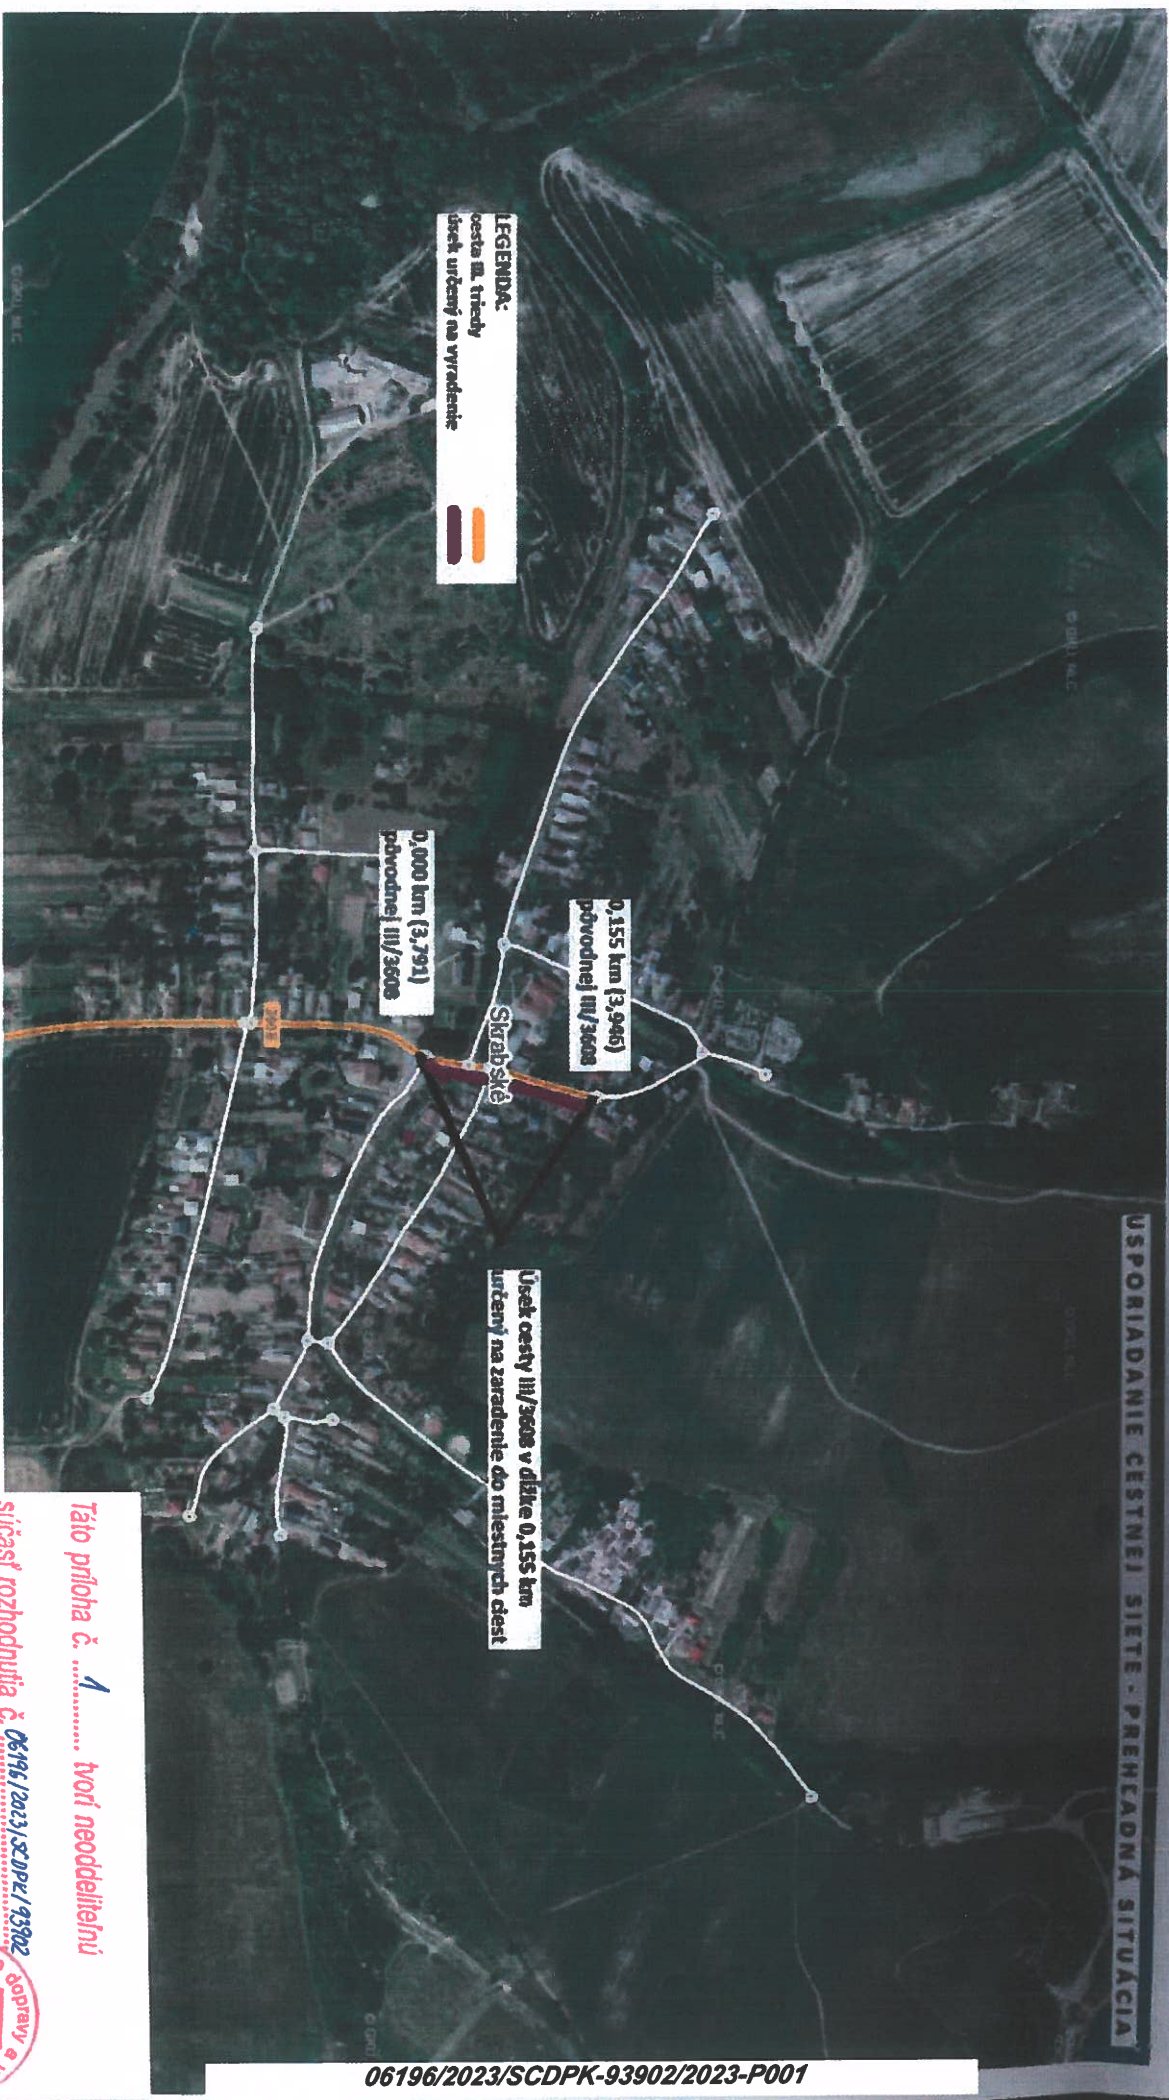 USPORIADANIE CESTNEJ SIETE - PREHĽADNÁ SITUÁCIA
LEGENDA:
cesta III. triedy
úsek určený na vyradenie
0,155 km (3,946)
pôvodnej III/3608
0,000 km (3,791)
pôvodnej III/3608
Skrabské
Úsek cesty III/3608 v dĺžke 0,155 km
určený na zaradenie do miestnych ciest
Táto príloha č. 1 tvorí neoddeliteľnú
súčasť rozhodnutia č. 06196/2023/SCDPK/93902
dopravy a
06196/2023/SCDPK-93902/2023-P001